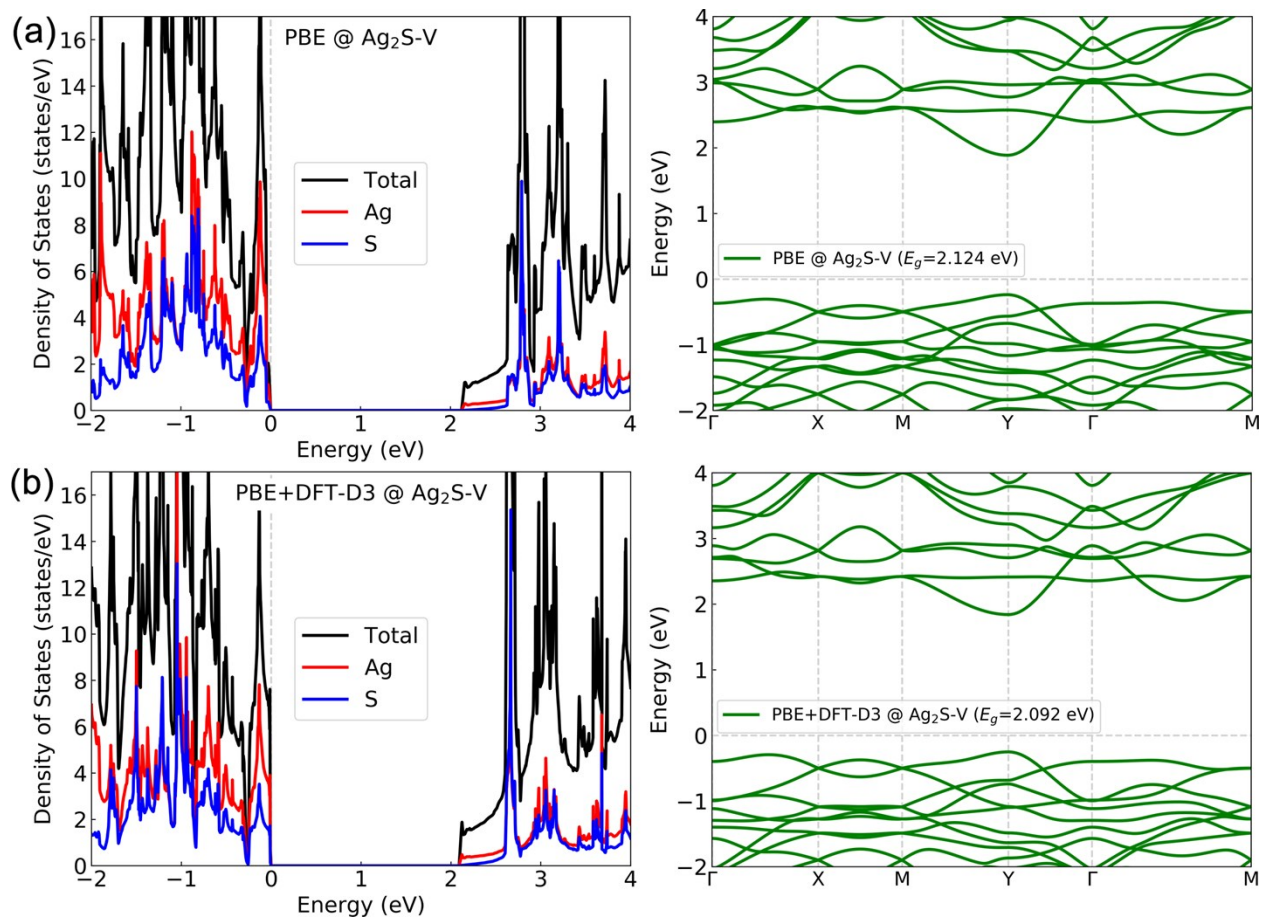 (a)
PBE @ Ag₂S-V
Density of States (states/eV)
16
14
12
10
8
6
4
2
0
Total
Ag
S
−2
−1
0
1
2
3
4
Energy (eV)
Energy (eV)
4
3
2
1
0
−1
−2
PBE @ Ag₂S-V (E_g=2.124 eV)
Γ
X
M
Y
Γ
M
(b)
PBE+DFT-D3 @ Ag₂S-V
Density of States (states/eV)
16
14
12
10
8
6
4
2
0
Total
Ag
S
−2
−1
0
1
2
3
4
Energy (eV)
Energy (eV)
4
3
2
1
0
−1
−2
PBE+DFT-D3 @ Ag₂S-V (E_g=2.092 eV)
Γ
X
M
Y
Γ
M